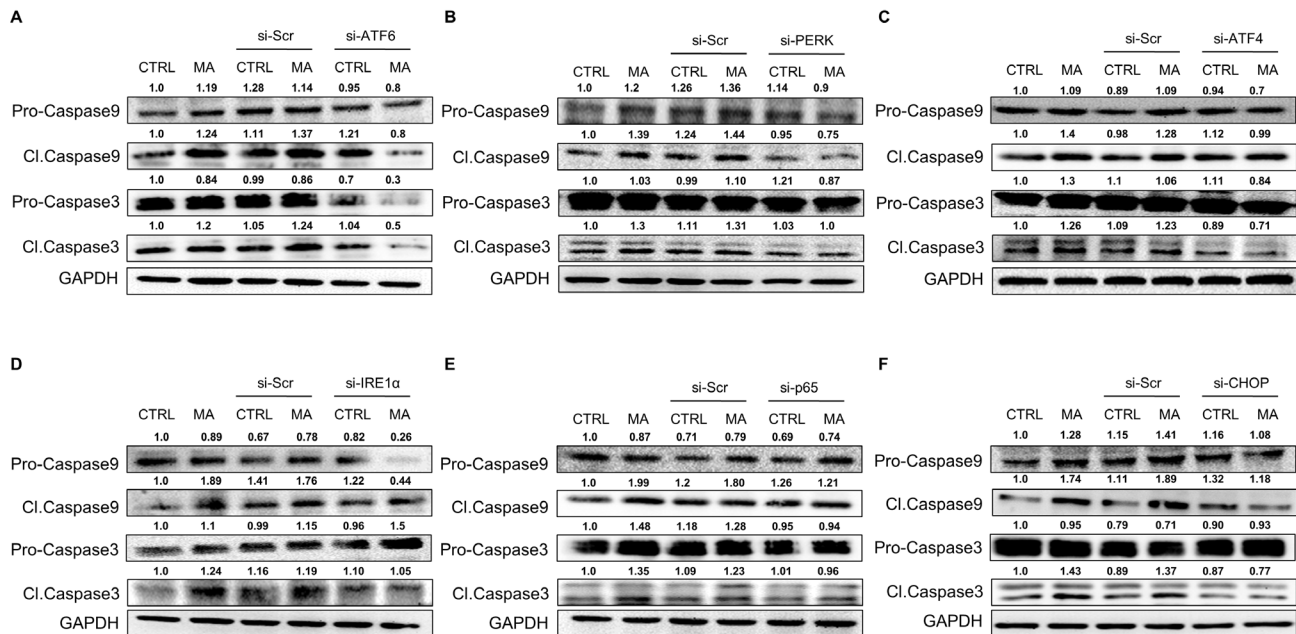 A
si-Scr si-ATF6
CTRL MA CTRL MA CTRL MA
1.0 1.19 1.28 1.14 0.95 0.8
Pro-Caspase9
1.0 1.24 1.11 1.37 1.21 0.8
Cl.Caspase9
1.0 0.84 0.99 0.86 0.7 0.3
Pro-Caspase3
1.0 1.2 1.05 1.24 1.04 0.5
Cl.Caspase3
GAPDH
B
si-Scr si-PERK
CTRL MA CTRL MA CTRL MA
1.0 1.2 1.26 1.36 1.14 0.9
Pro-Caspase9
1.0 1.39 1.24 1.44 0.95 0.75
Cl.Caspase9
1.0 1.03 0.99 1.10 1.21 0.87
Pro-Caspase3
1.0 1.3 1.11 1.31 1.03 1.0
Cl.Caspase3
GAPDH
C
si-Scr si-ATF4
CTRL MA CTRL MA CTRL MA
1.0 1.09 0.89 1.09 0.94 0.7
Pro-Caspase9
1.0 1.4 0.98 1.28 1.12 0.99
Cl.Caspase9
1.0 1.3 1.1 1.06 1.11 0.84
Pro-Caspase3
1.0 1.26 1.09 1.23 0.89 0.71
Cl.Caspase3
GAPDH
D
si-Scr si-IRE1α
CTRL MA CTRL MA CTRL MA
1.0 0.89 0.67 0.78 0.82 0.26
Pro-Caspase9
1.0 1.89 1.41 1.76 1.22 0.44
Cl.Caspase9
1.0 1.1 0.99 1.15 0.96 1.5
Pro-Caspase3
1.0 1.24 1.16 1.19 1.10 1.05
Cl.Caspase3
GAPDH
E
si-Scr si-p65
CTRL MA CTRL MA CTRL MA
1.0 0.87 0.71 0.79 0.69 0.74
Pro-Caspase9
1.0 1.99 1.2 1.80 1.26 1.21
Cl.Caspase9
1.0 1.48 1.18 1.28 0.95 0.94
Pro-Caspase3
1.0 1.35 1.09 1.23 1.01 0.96
Cl.Caspase3
GAPDH
F
si-Scr si-CHOP
CTRL MA CTRL MA CTRL MA
1.0 1.28 1.15 1.41 1.16 1.08
Pro-Caspase9
1.0 1.74 1.11 1.89 1.32 1.18
Cl.Caspase9
1.0 0.95 0.79 0.71 0.90 0.93
Pro-Caspase3
1.0 1.43 0.89 1.37 0.87 0.77
Cl.Caspase3
GAPDH